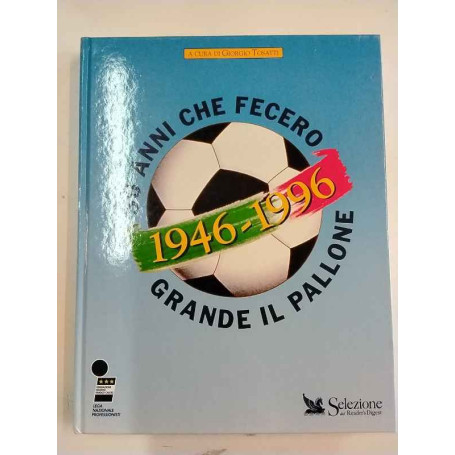 A CURA DI GIORGIO TOSATTI
50 ANNI CHE FECERO
1946-1996
GRANDE IL PALLONE
LEGA
NAZIONALE
PROFESSIONISTI
Selezione
dal Reader's Digest